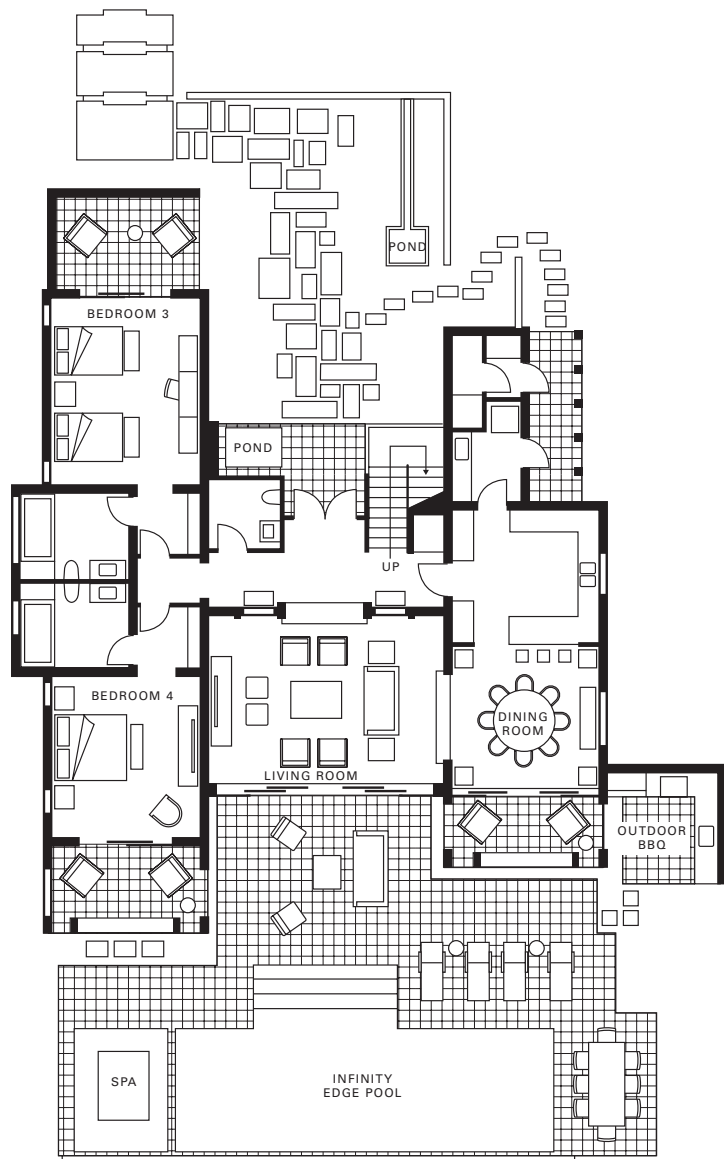 POND
BEDROOM 3
POND
UP
BEDROOM 4
DINING
ROOM
LIVING ROOM
OUTDOOR
BBQ
SPA
INFINITY
EDGE POOL